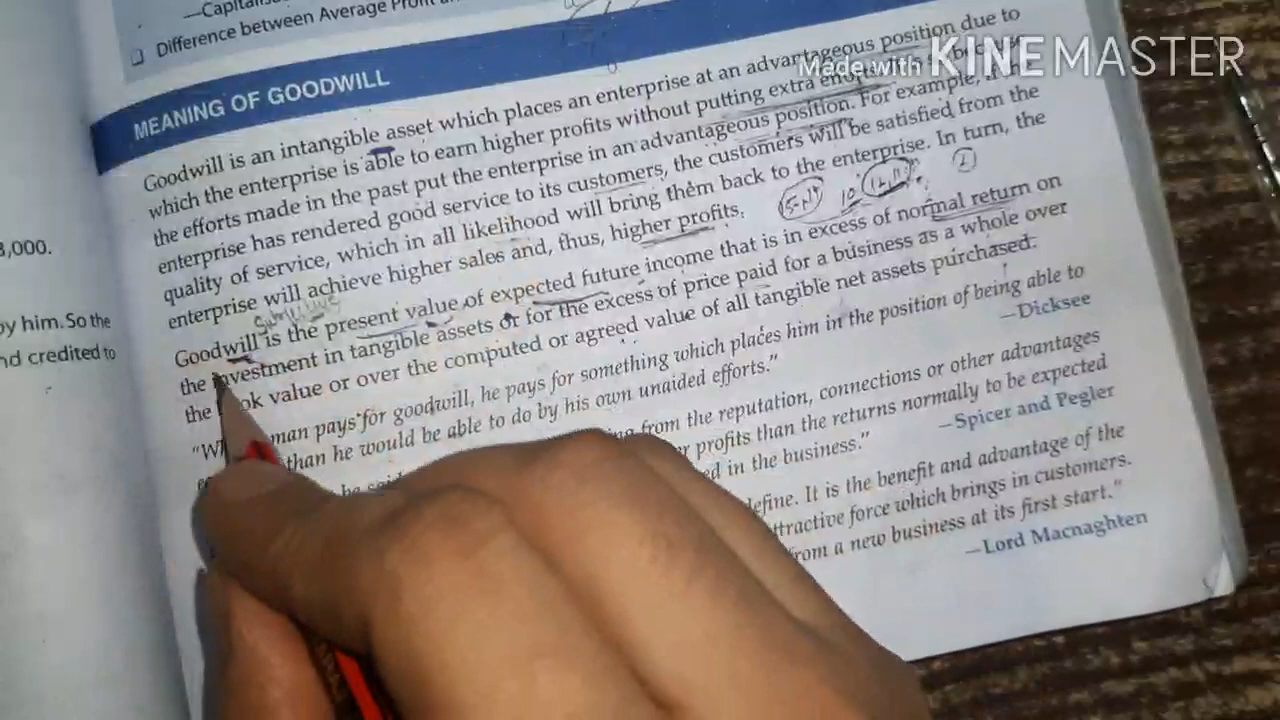 —Capitalis
Difference between Average Profit an
MEANING OF GOODWILL
Goodwill is an intangible asset which places an enterprise at an advantageous position due to
which the enterprise is able to earn higher profits without putting extra
the efforts made in the past put the enterprise in an advantageous position. For example,
enterprise has rendered good service to its customers, the customers will be satisfied from the
quality of service, which in all likelihood will bring them back to the enterprise. In turn, the
enterprise will achieve higher sales and, thus, higher profits.
Goodwill is the present value of expected future income that is in excess of normal return on
the investment in tangible assets or for the excess of price paid for a business as a whole over
the book value or over the computed or agreed value of all tangible net assets purchased.
man pays for goodwill, he pays for something which places him in the position of being able to
than he would be able to do by his own unaided efforts."
—Dicksee
from the reputation, connections or other advantages
profits than the returns normally to be expected
in the business."
—Spicer and Pegler
define. It is the benefit and advantage of the
attractive force which brings in customers.
from a new business at its first start."
—Lord Macnaghten
3,000.
by him. So the
nd credited to
10
Made with KINEMASTER